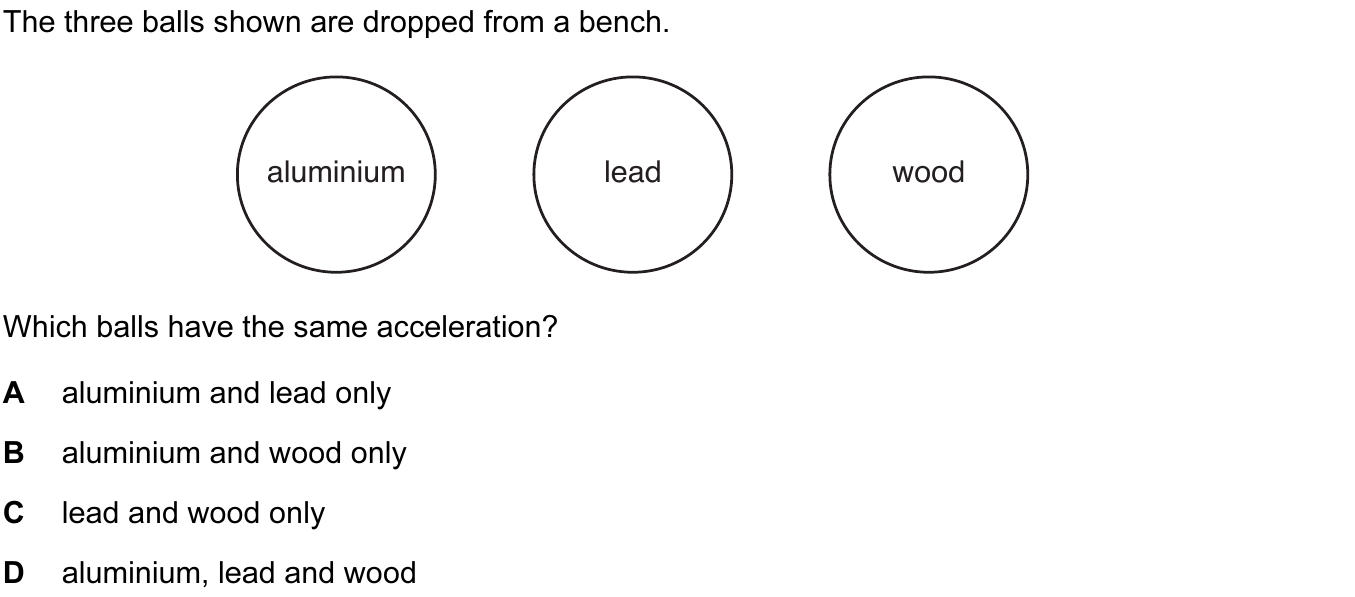 The three balls shown are dropped from a bench.
aluminium lead wood
Which balls have the same acceleration?
A aluminium and lead only
B aluminium and wood only
C lead and wood only
D aluminium, lead and wood